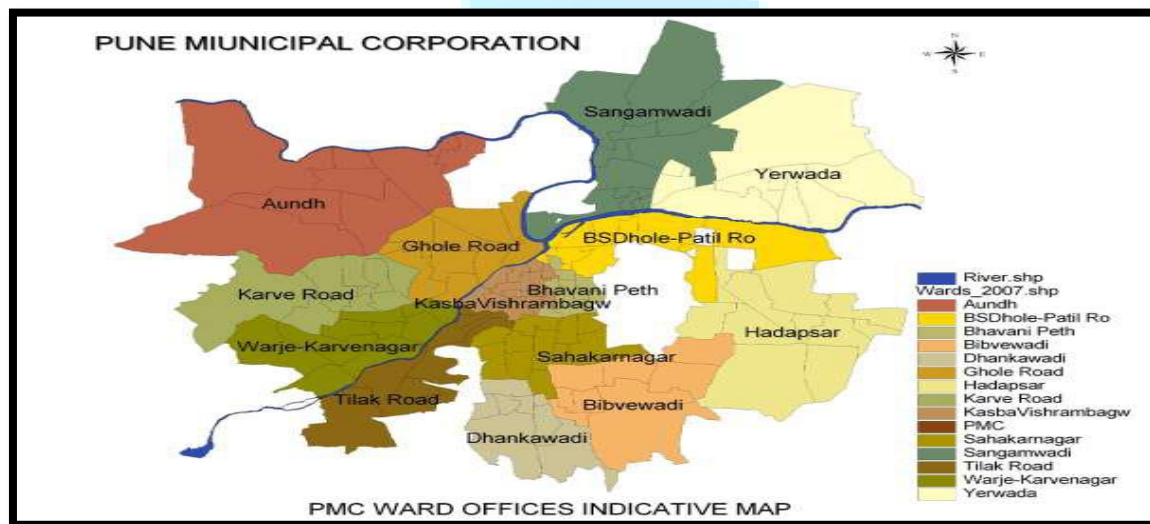 PUNE MIUNICIPAL CORPORATION
N
W E
S
Sangamwadi
Yerwada
Aundh
Ghole Road
BSDhole-Patil Ro
Karve Road
Bhavani Peth
KasbaVishrambagw
Hadapsar
Warje-Karvenagar
Sahakarnagar
Tilak Road
Bibvewadi
Dhankawadi
River.shp
Wards_2007.shp
Aundh
BSDhole-Patil Ro
Bhavani Peth
Bibvewadi
Dhankawadi
Ghole Road
Hadapsar
Karve Road
KasbaVishrambagw
PMC
Sahakarnagar
Sangamwadi
Tilak Road
Warje-Karvenagar
Yerwada
PMC WARD OFFICES INDICATIVE MAP